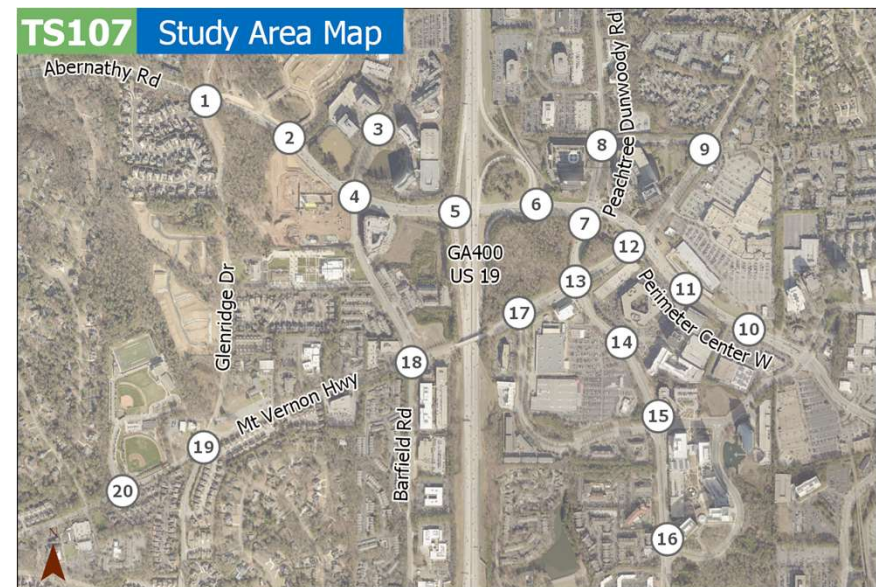 TS107 Study Area Map
Abernathy Rd
Peachtree Dunwoody Rd
1
2
3
8
9
4
5
6
7
GA400
US 19
12
Glenridge Dr
13
11
Perimeter Center W
17
10
14
18
Mt Vernon Hwy
Barfield Rd
15
19
20
16